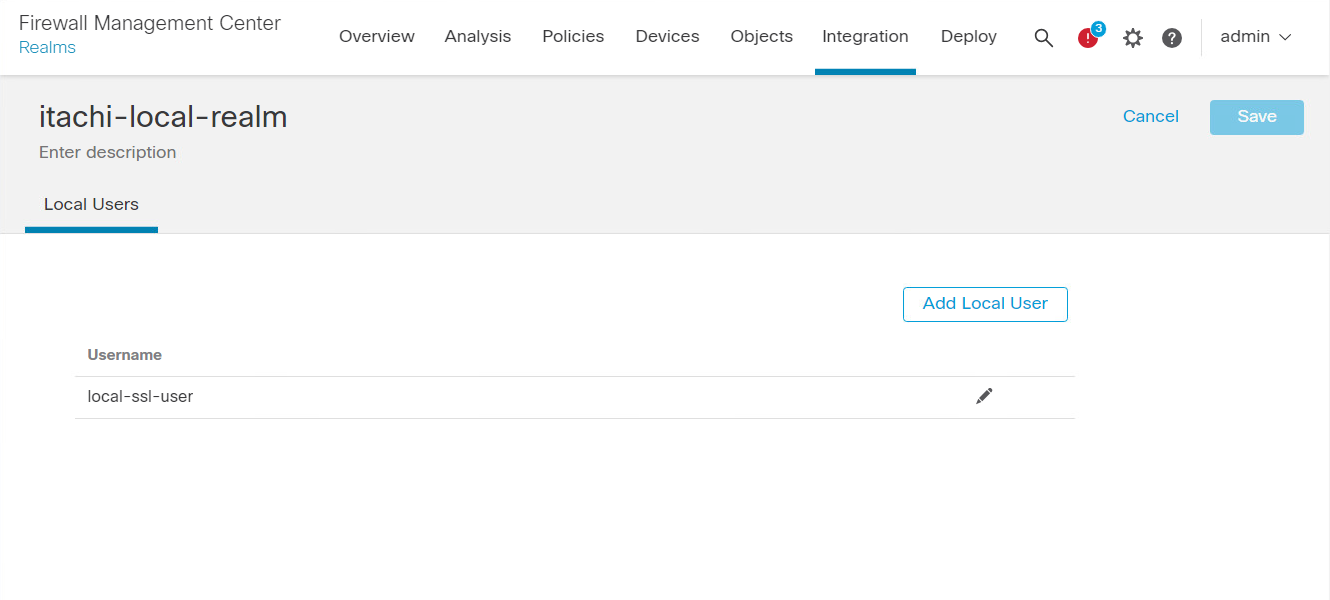 Firewall Management Center
Realms
Overview Analysis Policies Devices Objects Integration Deploy 3 admin
itachi-local-realm
Cancel Save
Enter description
Local Users
Add Local User
Username
local-ssl-user